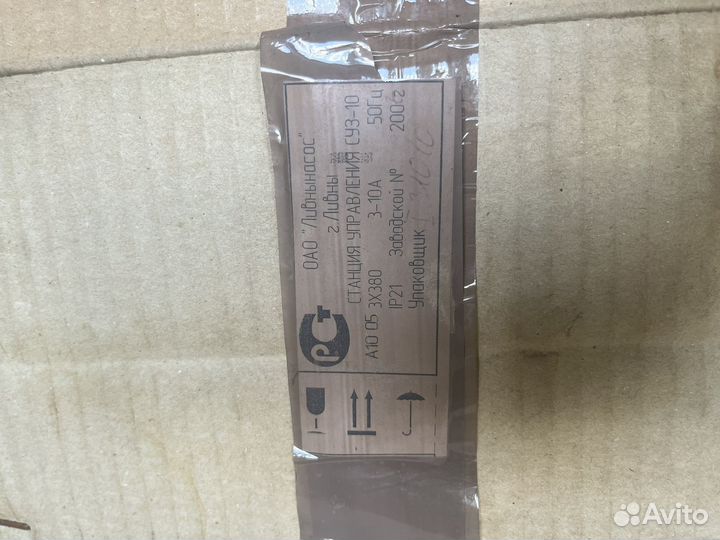 ОАО "Ливнынасос"
г.Ливны
СТАНЦИЯ УПРАВЛЕНИЯ СУЗ-10
А10 05 3Х380 3-10А 50Гц
IP21 Заводской № 200 г
Упаковщик
РСТ
Avito